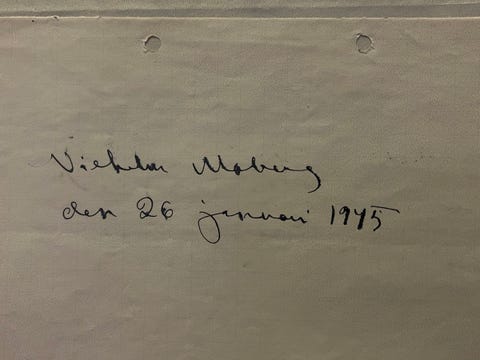 Vilhelm Moberg
den 26 januari 1945